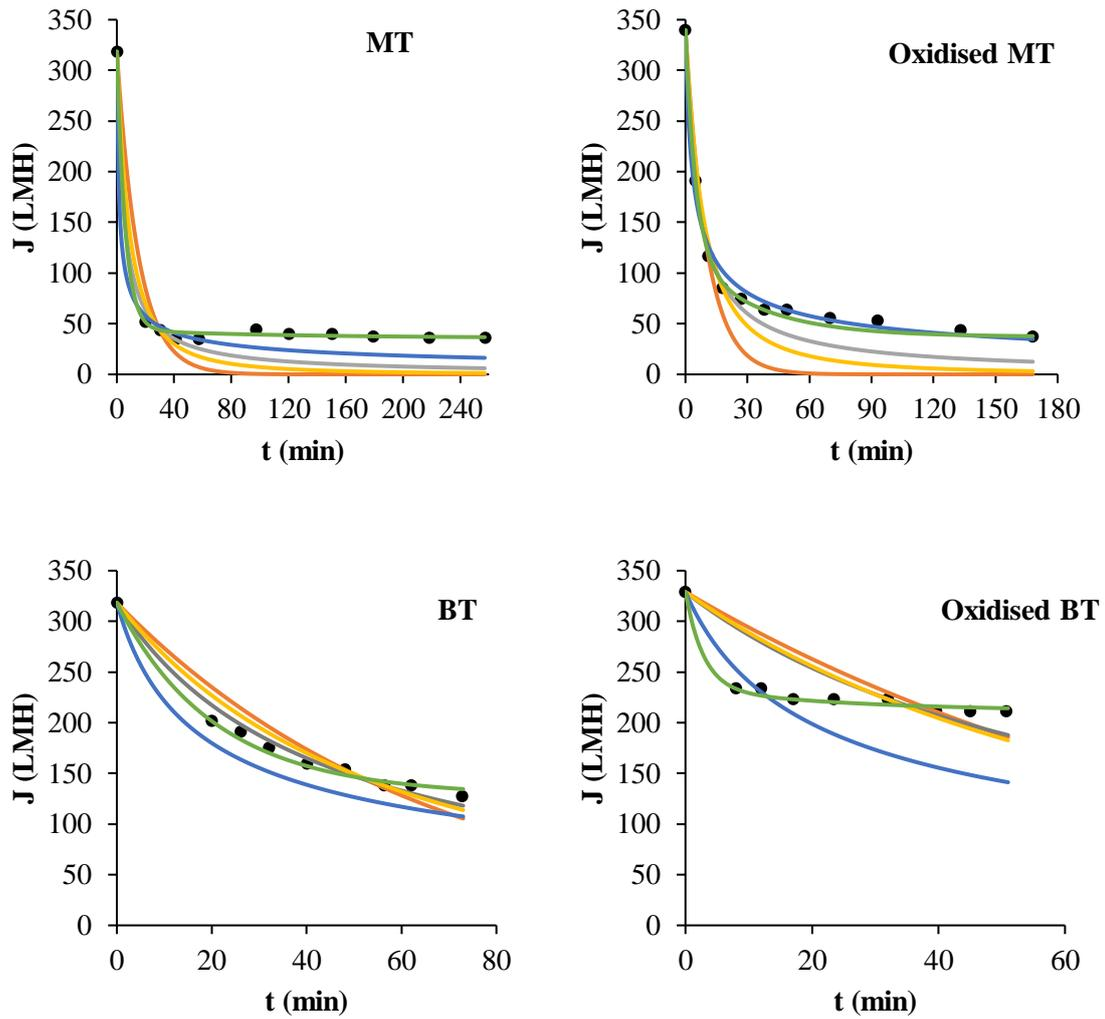 MT
350
300
250
200
150
100
50
0
J (LMH)
0 40 80 120 160 200 240
t (min)
Oxidised MT
350
300
250
200
150
100
50
0
J (LMH)
0 30 60 90 120 150 180
t (min)
BT
350
300
250
200
150
100
50
0
J (LMH)
0 20 40 60 80
t (min)
Oxidised BT
350
300
250
200
150
100
50
0
J (LMH)
0 20 40 60
t (min)